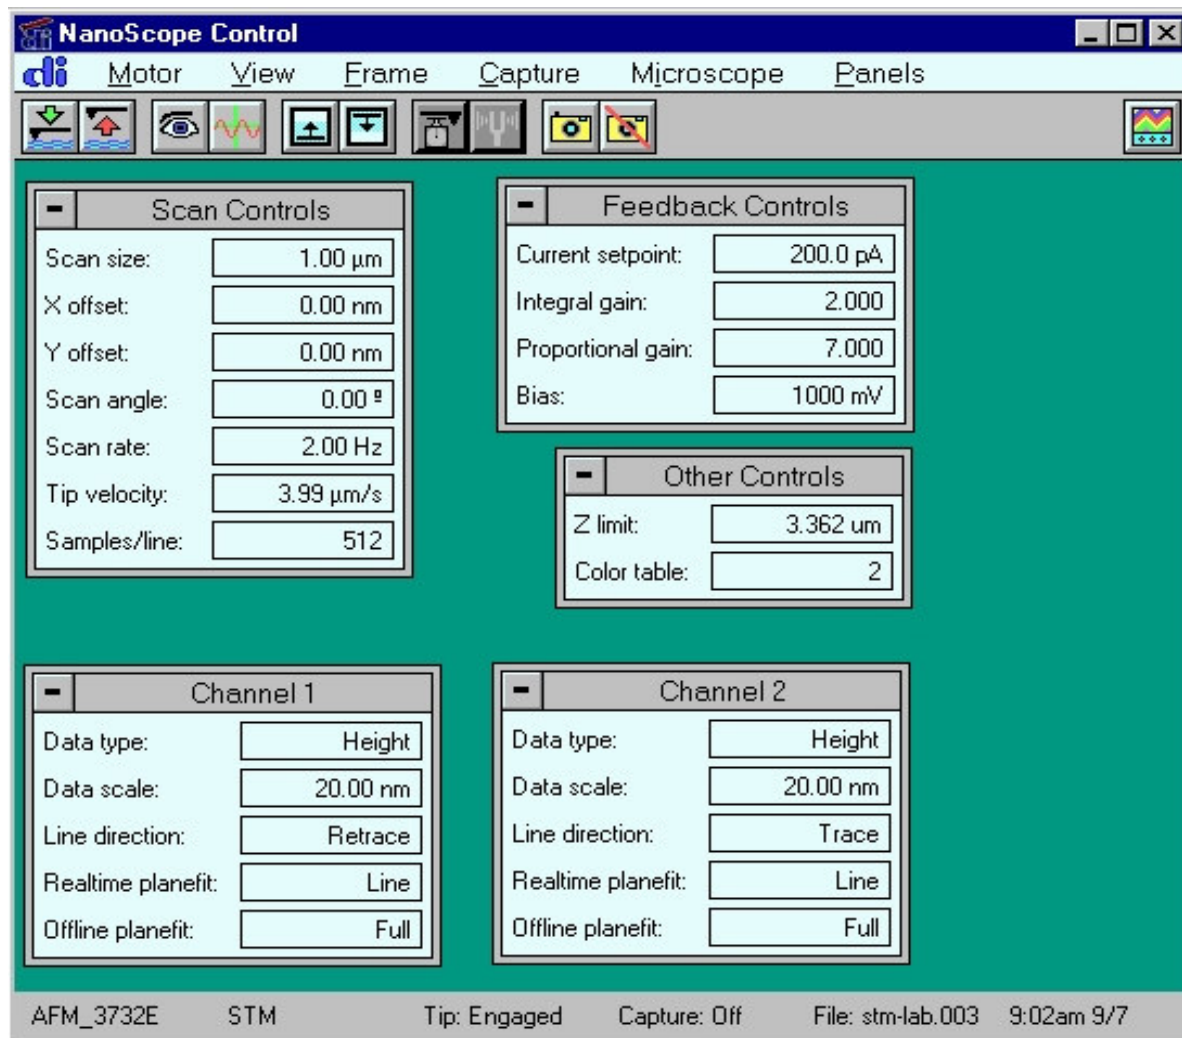 NanoScope Control
di Motor View Frame Capture Microscope Panels
Scan Controls
Scan size: 1.00 µm
X offset: 0.00 nm
Y offset: 0.00 nm
Scan angle: 0.00 º
Scan rate: 2.00 Hz
Tip velocity: 3.99 µm/s
Samples/line: 512
Feedback Controls
Current setpoint: 200.0 pA
Integral gain: 2.000
Proportional gain: 7.000
Bias: 1000 mV
Other Controls
Z limit: 3.362 um
Color table: 2
Channel 1
Data type: Height
Data scale: 20.00 nm
Line direction: Retrace
Realtime planefit: Line
Offline planefit: Full
Channel 2
Data type: Height
Data scale: 20.00 nm
Line direction: Trace
Realtime planefit: Line
Offline planefit: Full
AFM_3732E STM Tip: Engaged Capture: Off File: stm-lab.003 9:02am 9/7